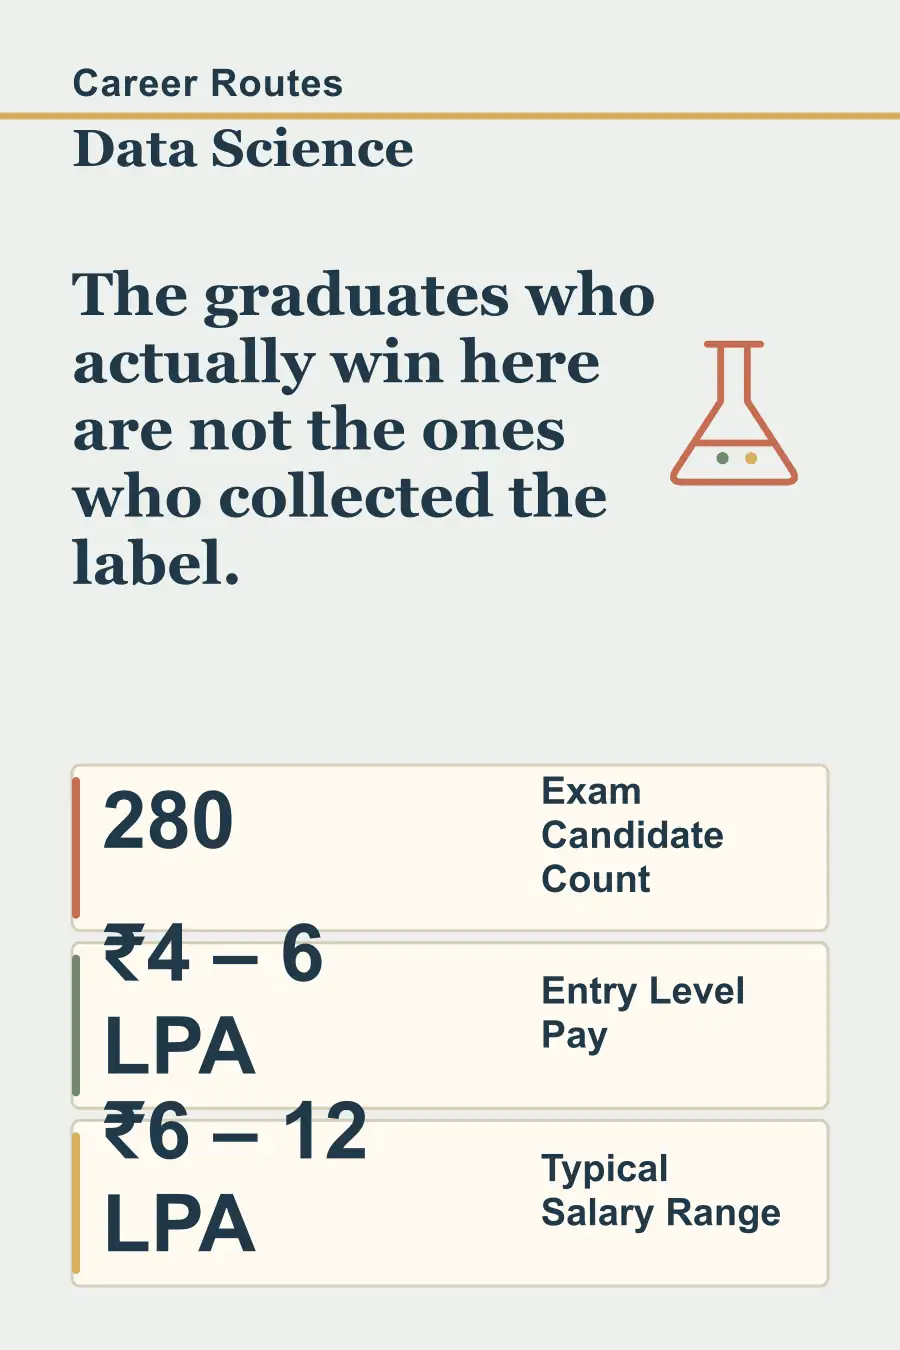 Career Routes
Data Science
The graduates who
actually win here
are not the ones
who collected the
label.
280
Exam
Candidate
Count
₹4 – 6
LPA
Entry Level
Pay
₹6 – 12
LPA
Typical
Salary Range